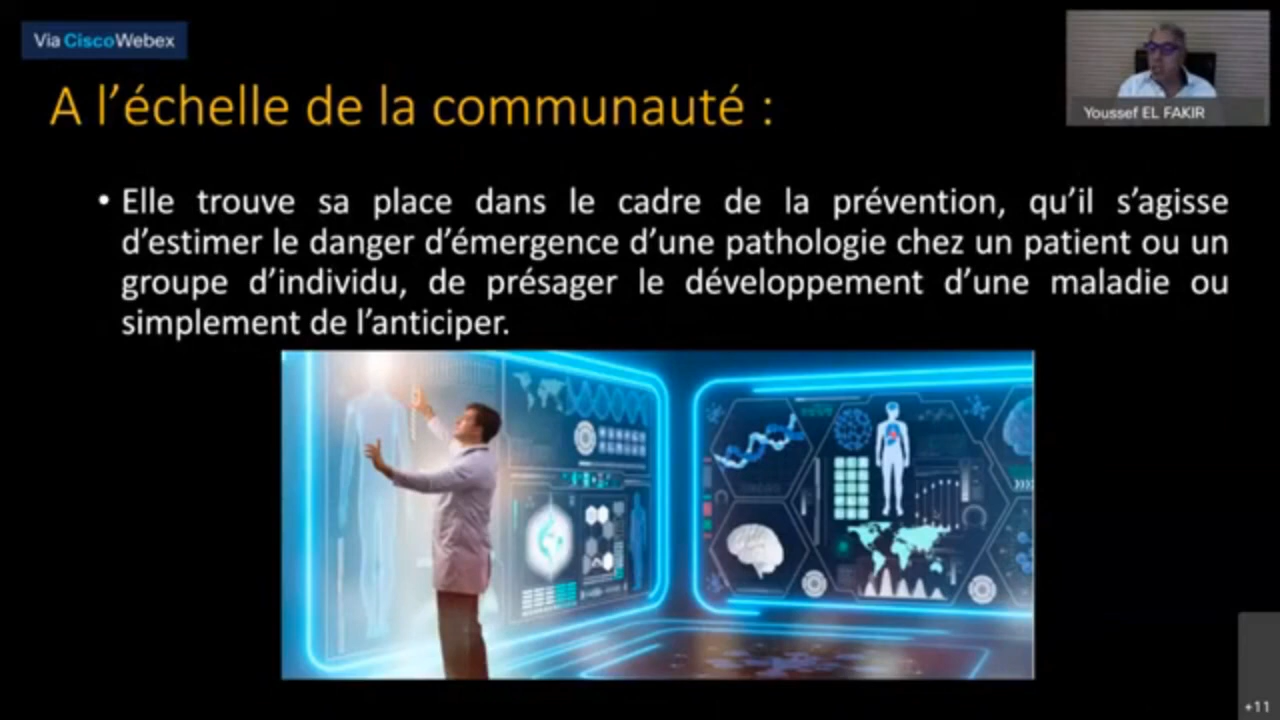 Via CiscoWebex
A l’échelle de la communauté :
Youssef EL FAKIR
• Elle trouve sa place dans le cadre de la prévention, qu’il s’agisse
d’estimer le danger d’émergence d’une pathologie chez un patient ou un
groupe d’individu, de présager le développement d’une maladie ou
simplement de l’anticiper.
+11